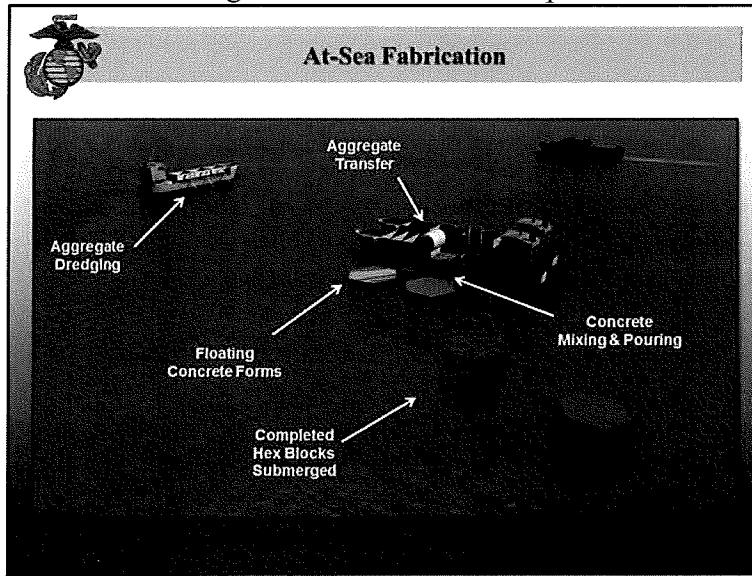 At-Sea Fabrication
Aggregate
Transfer
Aggregate
Dredging
Floating
Concrete Forms
Concrete
Mixing & Pouring
Completed
Hex Blocks
Submerged